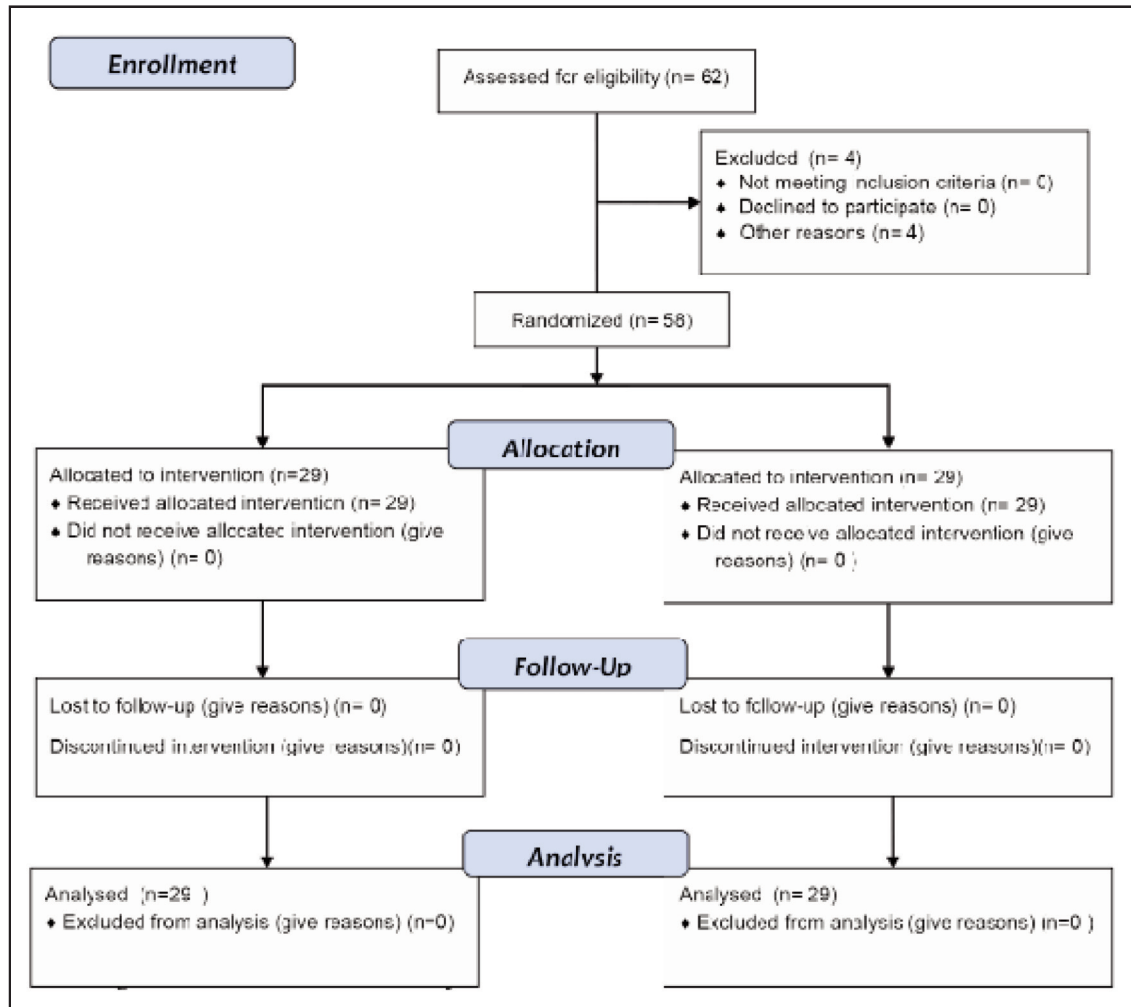 Enrollment
Assessed for eligibility (n= 62)
Excluded (n= 4)
♦ Not meeting inclusion criteria (n= 0)
♦ Declined to participate (n= 0)
♦ Other reasons (n= 4)
Randomized (n= 58)
Allocation
Allocated to intervention (n=29)
♦ Received allocated intervention (n= 29)
♦ Did not receive allocated intervention (give
reasons) (n= 0)
Allocated to intervention (n= 29)
♦ Received allocated intervention (n= 29)
♦ Did not receive allocated intervention (give
reasons) (n= 0 )
Follow-Up
Lost to follow-up (give reasons) (n= 0)
Discontinued intervention (give reasons)(n= 0)
Lost to follow-up (give reasons) (n= 0)
Discontinued intervention (give reasons)(n= 0)
Analysis
Analysed (n=29 )
♦ Excluded from analysis (give reasons) (n=0)
Analysed (n= 29)
♦ Excluded from analysis (give reasons) (n=0 )